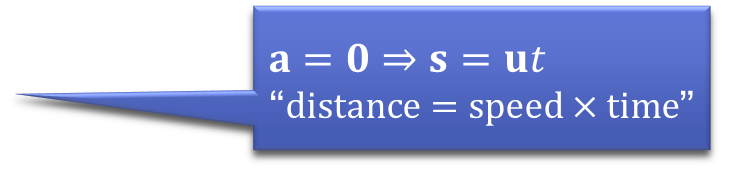 a = 0 ⇒ s = ut
“distance = speed × time”